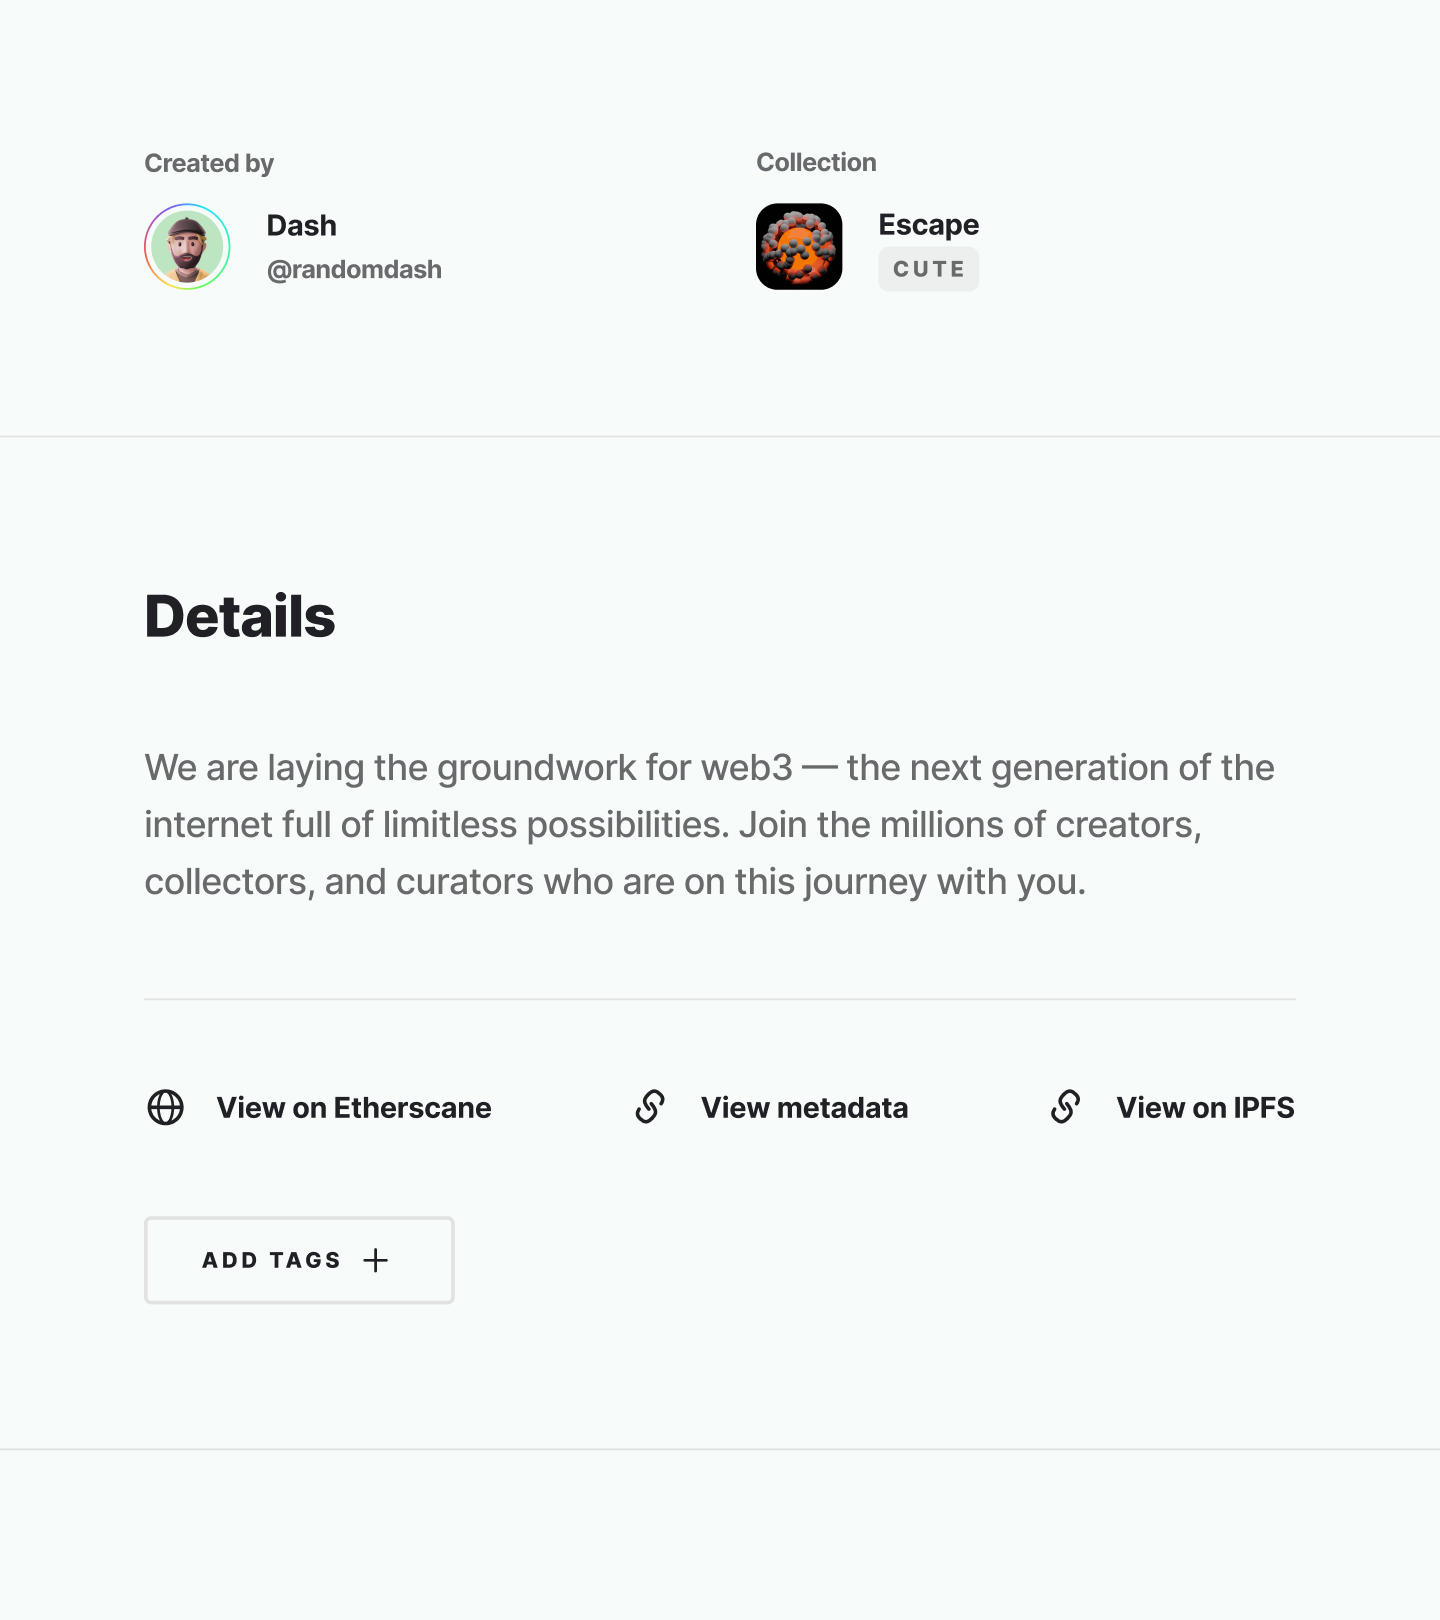 Created by
Dash
@randomdash
Collection
Escape
CUTE
Details
We are laying the groundwork for web3 — the next generation of the
internet full of limitless possibilities. Join the millions of creators,
collectors, and curators who are on this journey with you.
View on Etherscane
View metadata
View on IPFS
ADD TAGS